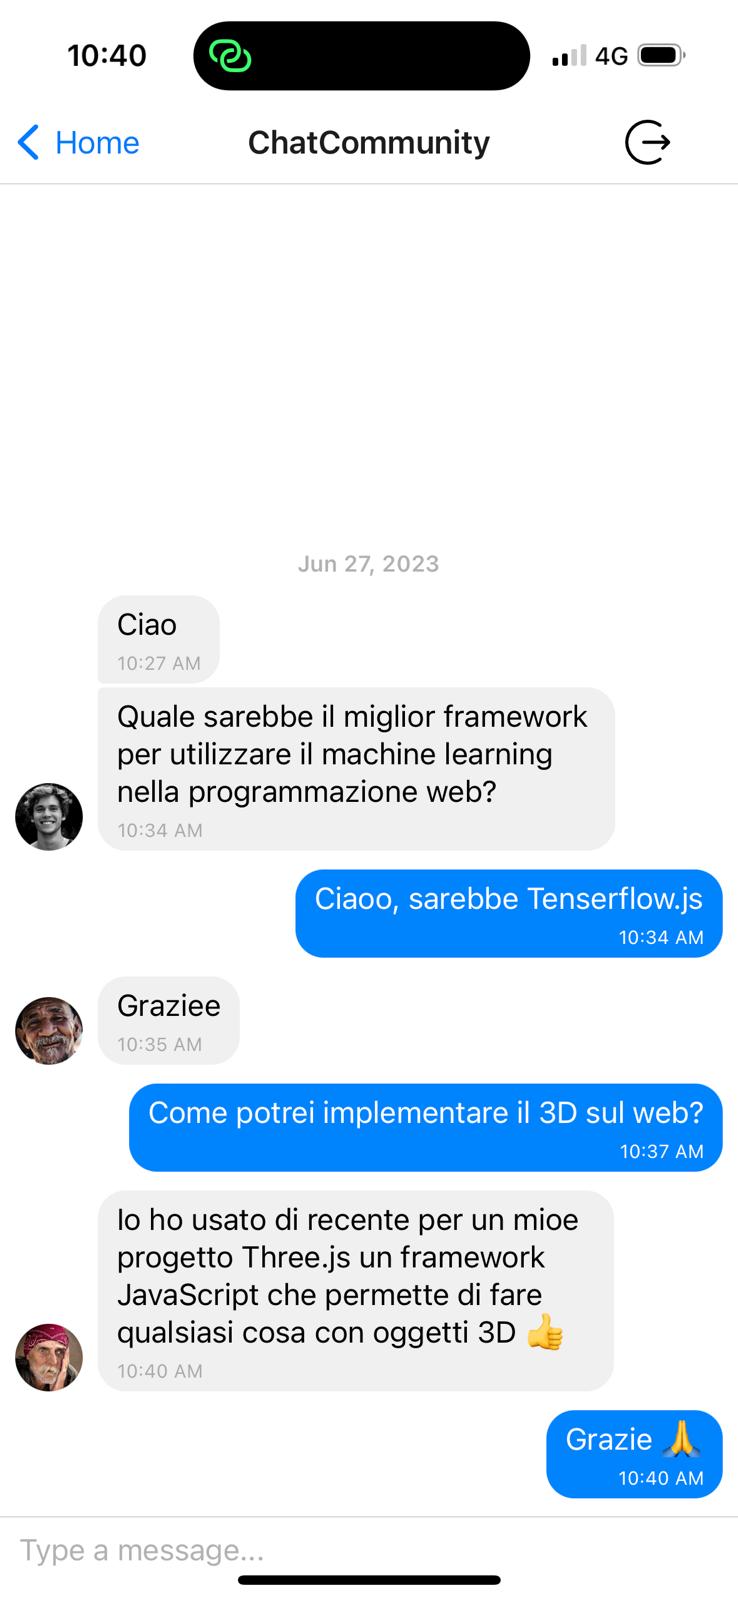 10:40 4G
Home ChatCommunity
Jun 27, 2023
Ciao
10:27 AM
Quale sarebbe il miglior framework
per utilizzare il machine learning
nella programmazione web?
10:34 AM
Ciaoo, sarebbe Tenserflow.js
10:34 AM
Graziee
10:35 AM
Come potrei implementare il 3D sul web?
10:37 AM
Io ho usato di recente per un mioe
progetto Three.js un framework
JavaScript che permette di fare
qualsiasi cosa con oggetti 3D 👍
10:40 AM
Grazie 🙏
10:40 AM
Type a message...